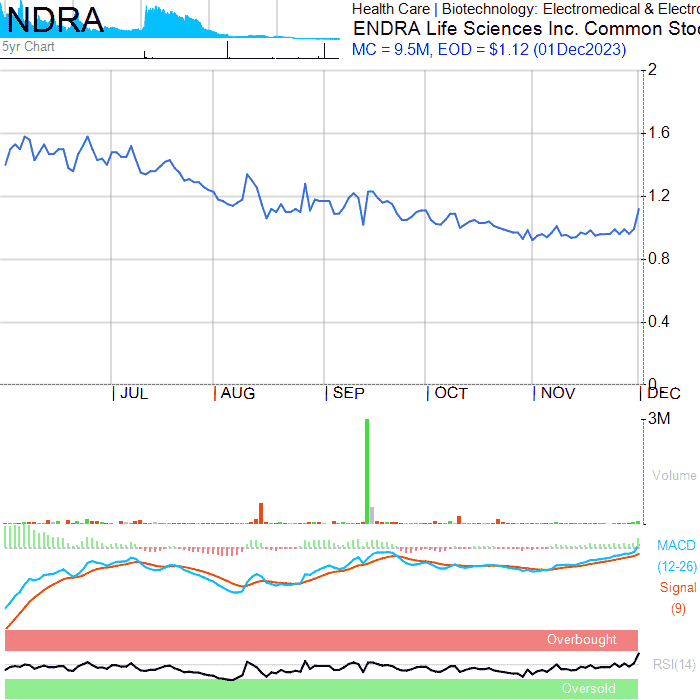 NDRA
5yr Chart
Health Care | Biotechnology: Electromedical & Electro
ENDRA Life Sciences Inc. Common Sto
MC = 9.5M, EOD = $1.12 (01Dec2023)
2
1.6
1.2
0.8
0.4
0
JUL AUG SEP OCT NOV DEC
3M
Volume
MACD
(12-26)
Signal
(9)
Overbought
RSI(14)
Oversold